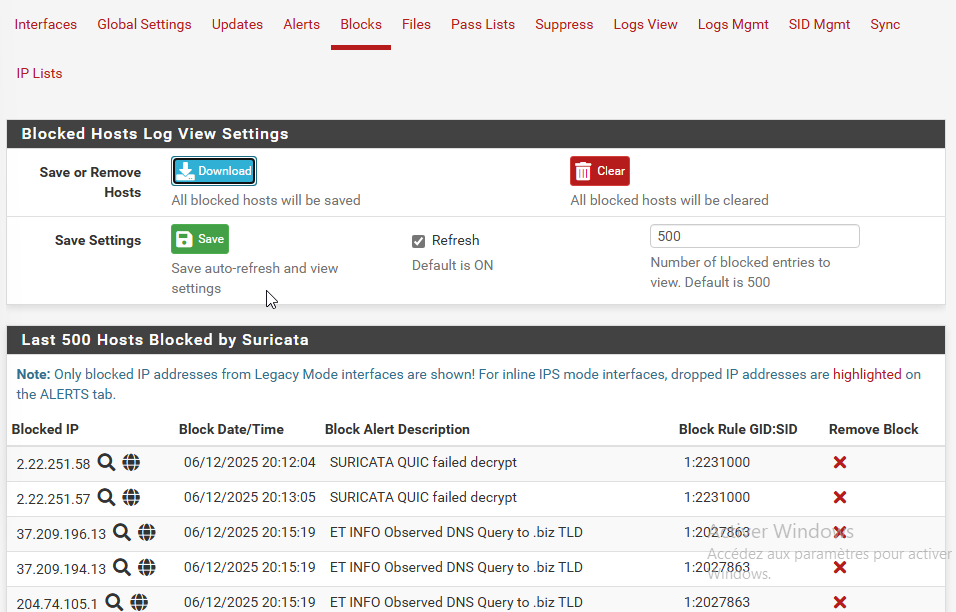 Interfaces Global Settings Updates Alerts Blocks Files Pass Lists Suppress Logs View Logs Mgmt SID Mgmt Sync
IP Lists
Blocked Hosts Log View Settings
Save or Remove Hosts
Download
All blocked hosts will be saved
Clear
All blocked hosts will be cleared
Save Settings
Save
Save auto-refresh and view
settings
Refresh
Default is ON
500
Number of blocked entries to
view. Default is 500
Last 500 Hosts Blocked by Suricata
Note: Only blocked IP addresses from Legacy Mode interfaces are shown! For inline IPS mode interfaces, dropped IP addresses are highlighted on
the ALERTS tab.
Blocked IP Block Date/Time Block Alert Description Block Rule GID:SID Remove Block
2.22.251.58 06/12/2025 20:12:04 SURICATA QUIC failed decrypt 1:2231000
2.22.251.57 06/12/2025 20:13:05 SURICATA QUIC failed decrypt 1:2231000
37.209.196.13 06/12/2025 20:15:19 ET INFO Observed DNS Query to .biz TLD 1:2027863
37.209.194.13 06/12/2025 20:15:19 ET INFO Observed DNS Query to .biz TLD 1:2027863
204.74.105.1 06/12/2025 20:15:19 ET INFO Observed DNS Query to .biz TLD 1:2027863
Activer Windows
Accédez aux paramètres pour activer
Windows.